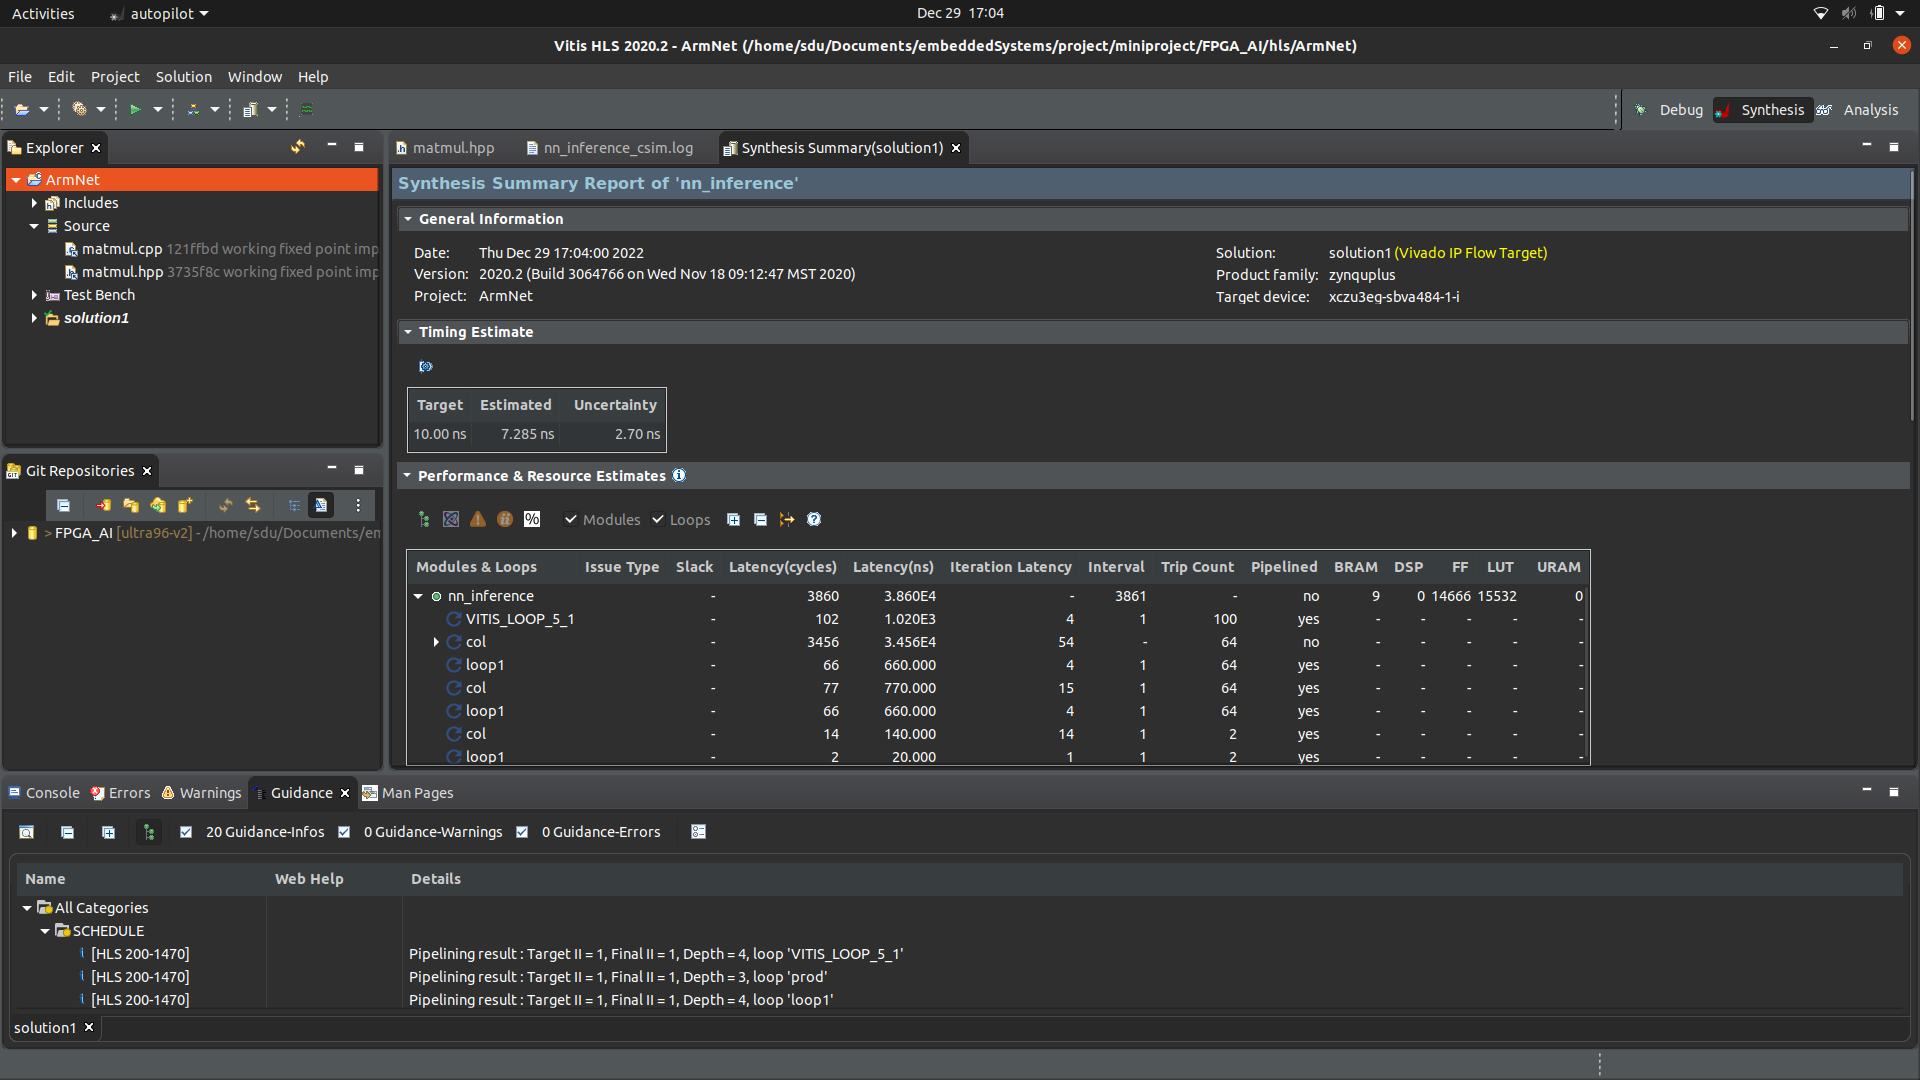 Activities autopilot Dec 29 17:04
Vitis HLS 2020.2 - ArmNet (/home/sdu/Documents/embeddedSystems/project/miniproject/FPGA_AI/hls/ArmNet)
File Edit Project Solution Window Help
Debug Synthesis Analysis
Explorer
ArmNet
Includes
Source
matmul.cpp 121ffbd working fixed point imp
matmul.hpp 3735f8c working fixed point imp
Test Bench
solution1
Git Repositories
> FPGA_AI [ultra96-v2] - /home/sdu/Documents/en
matmul.hpp nn_inference_csim.log Synthesis Summary(solution1)
Synthesis Summary Report of 'nn_inference'
General Information
Date: Thu Dec 29 17:04:00 2022
Version: 2020.2 (Build 3064766 on Wed Nov 18 09:12:47 MST 2020)
Project: ArmNet
Solution: solution1 (Vivado IP Flow Target)
Product family: zynquplus
Target device: xczu3eg-sbva484-1-i
Timing Estimate
Target Estimated Uncertainty
10.00 ns 7.285 ns 2.70 ns
Performance & Resource Estimates
% Modules Loops
Modules & Loops Issue Type Slack Latency(cycles) Latency(ns) Iteration Latency Interval Trip Count Pipelined BRAM DSP FF LUT URAM
nn_inference - 3860 3.860E4 - 3861 - no 9 0 14666 15532 0
VITIS_LOOP_5_1 - 102 1.020E3 4 1 100 yes - - - - -
col - 3456 3.456E4 54 - 64 no - - - - -
loop1 - 66 660.000 4 1 64 yes - - - - -
col - 77 770.000 15 1 64 yes - - - - -
loop1 - 66 660.000 4 1 64 yes - - - - -
col - 14 140.000 14 1 2 yes - - - - -
loop1 - 2 20.000 1 1 2 yes - - - - -
Console Errors Warnings Guidance Man Pages
20 Guidance-Infos 0 Guidance-Warnings 0 Guidance-Errors
Name Web Help Details
All Categories
SCHEDULE
[HLS 200-1470] Pipelining result : Target II = 1, Final II = 1, Depth = 4, loop 'VITIS_LOOP_5_1'
[HLS 200-1470] Pipelining result : Target II = 1, Final II = 1, Depth = 3, loop 'prod'
[HLS 200-1470] Pipelining result : Target II = 1, Final II = 1, Depth = 4, loop 'loop1'
solution1